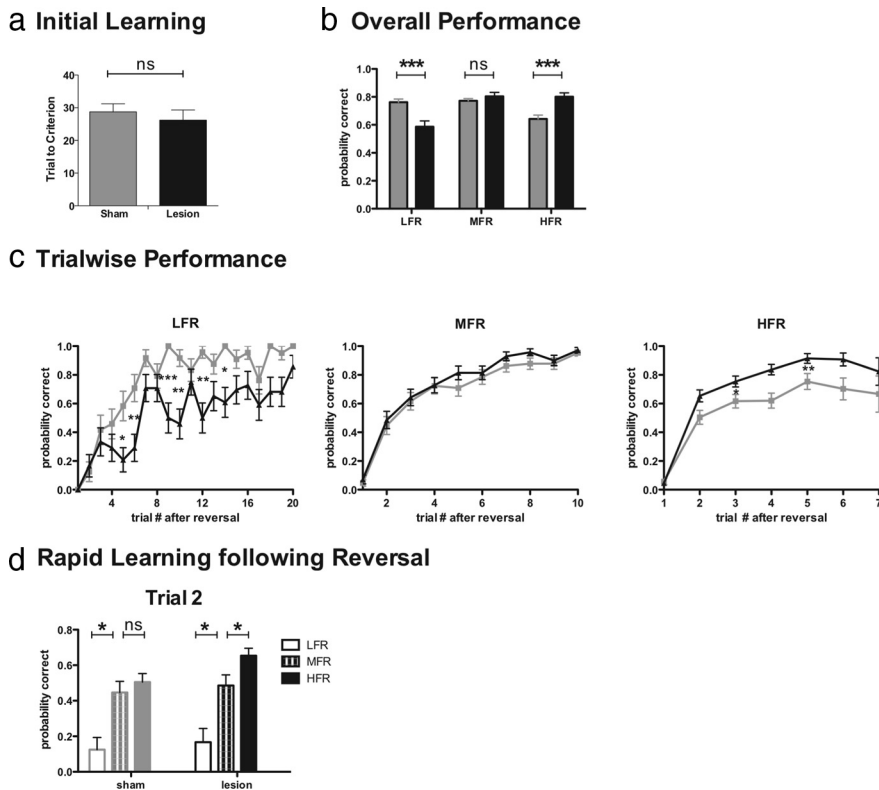 a Initial Learning
ns
Trial to Criterion
40
30
20
10
0
Sham
Lesion
b Overall Performance
*** ns ***
probability correct
1.0
0.8
0.6
0.4
0.2
0.0
LFR MFR HFR
c Trialwise Performance
LFR
probability correct
1.0
0.8
0.6
0.4
0.2
0.0
* ** *** ** ** *
4 8 12 16 20
trial # after reversal
MFR
probability correct
1.0
0.8
0.6
0.4
0.2
0.0
2 4 6 8 10
trial # after reversal
HFR
probability correct
1.0
0.8
0.6
0.4
0.2
0.0
* **
1 2 3 4 5 6 7
trial # after reversal
d Rapid Learning following Reversal
Trial 2
* ns * *
probability correct
0.8
0.6
0.4
0.2
0.0
sham lesion
LFR
MFR
HFR